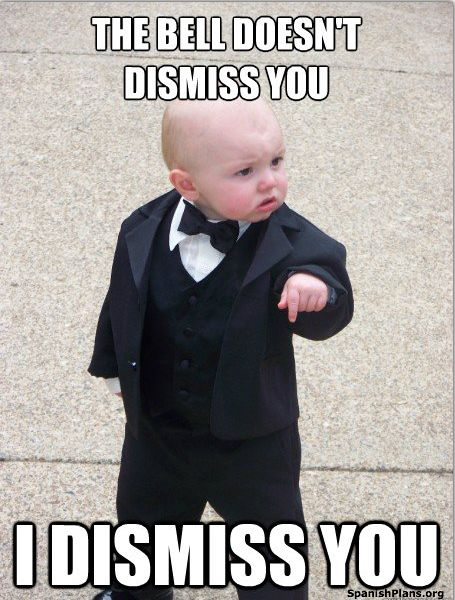 THE BELL DOESN'T
DISMISS YOU
I DISMISS YOU
SpanishPlans.org